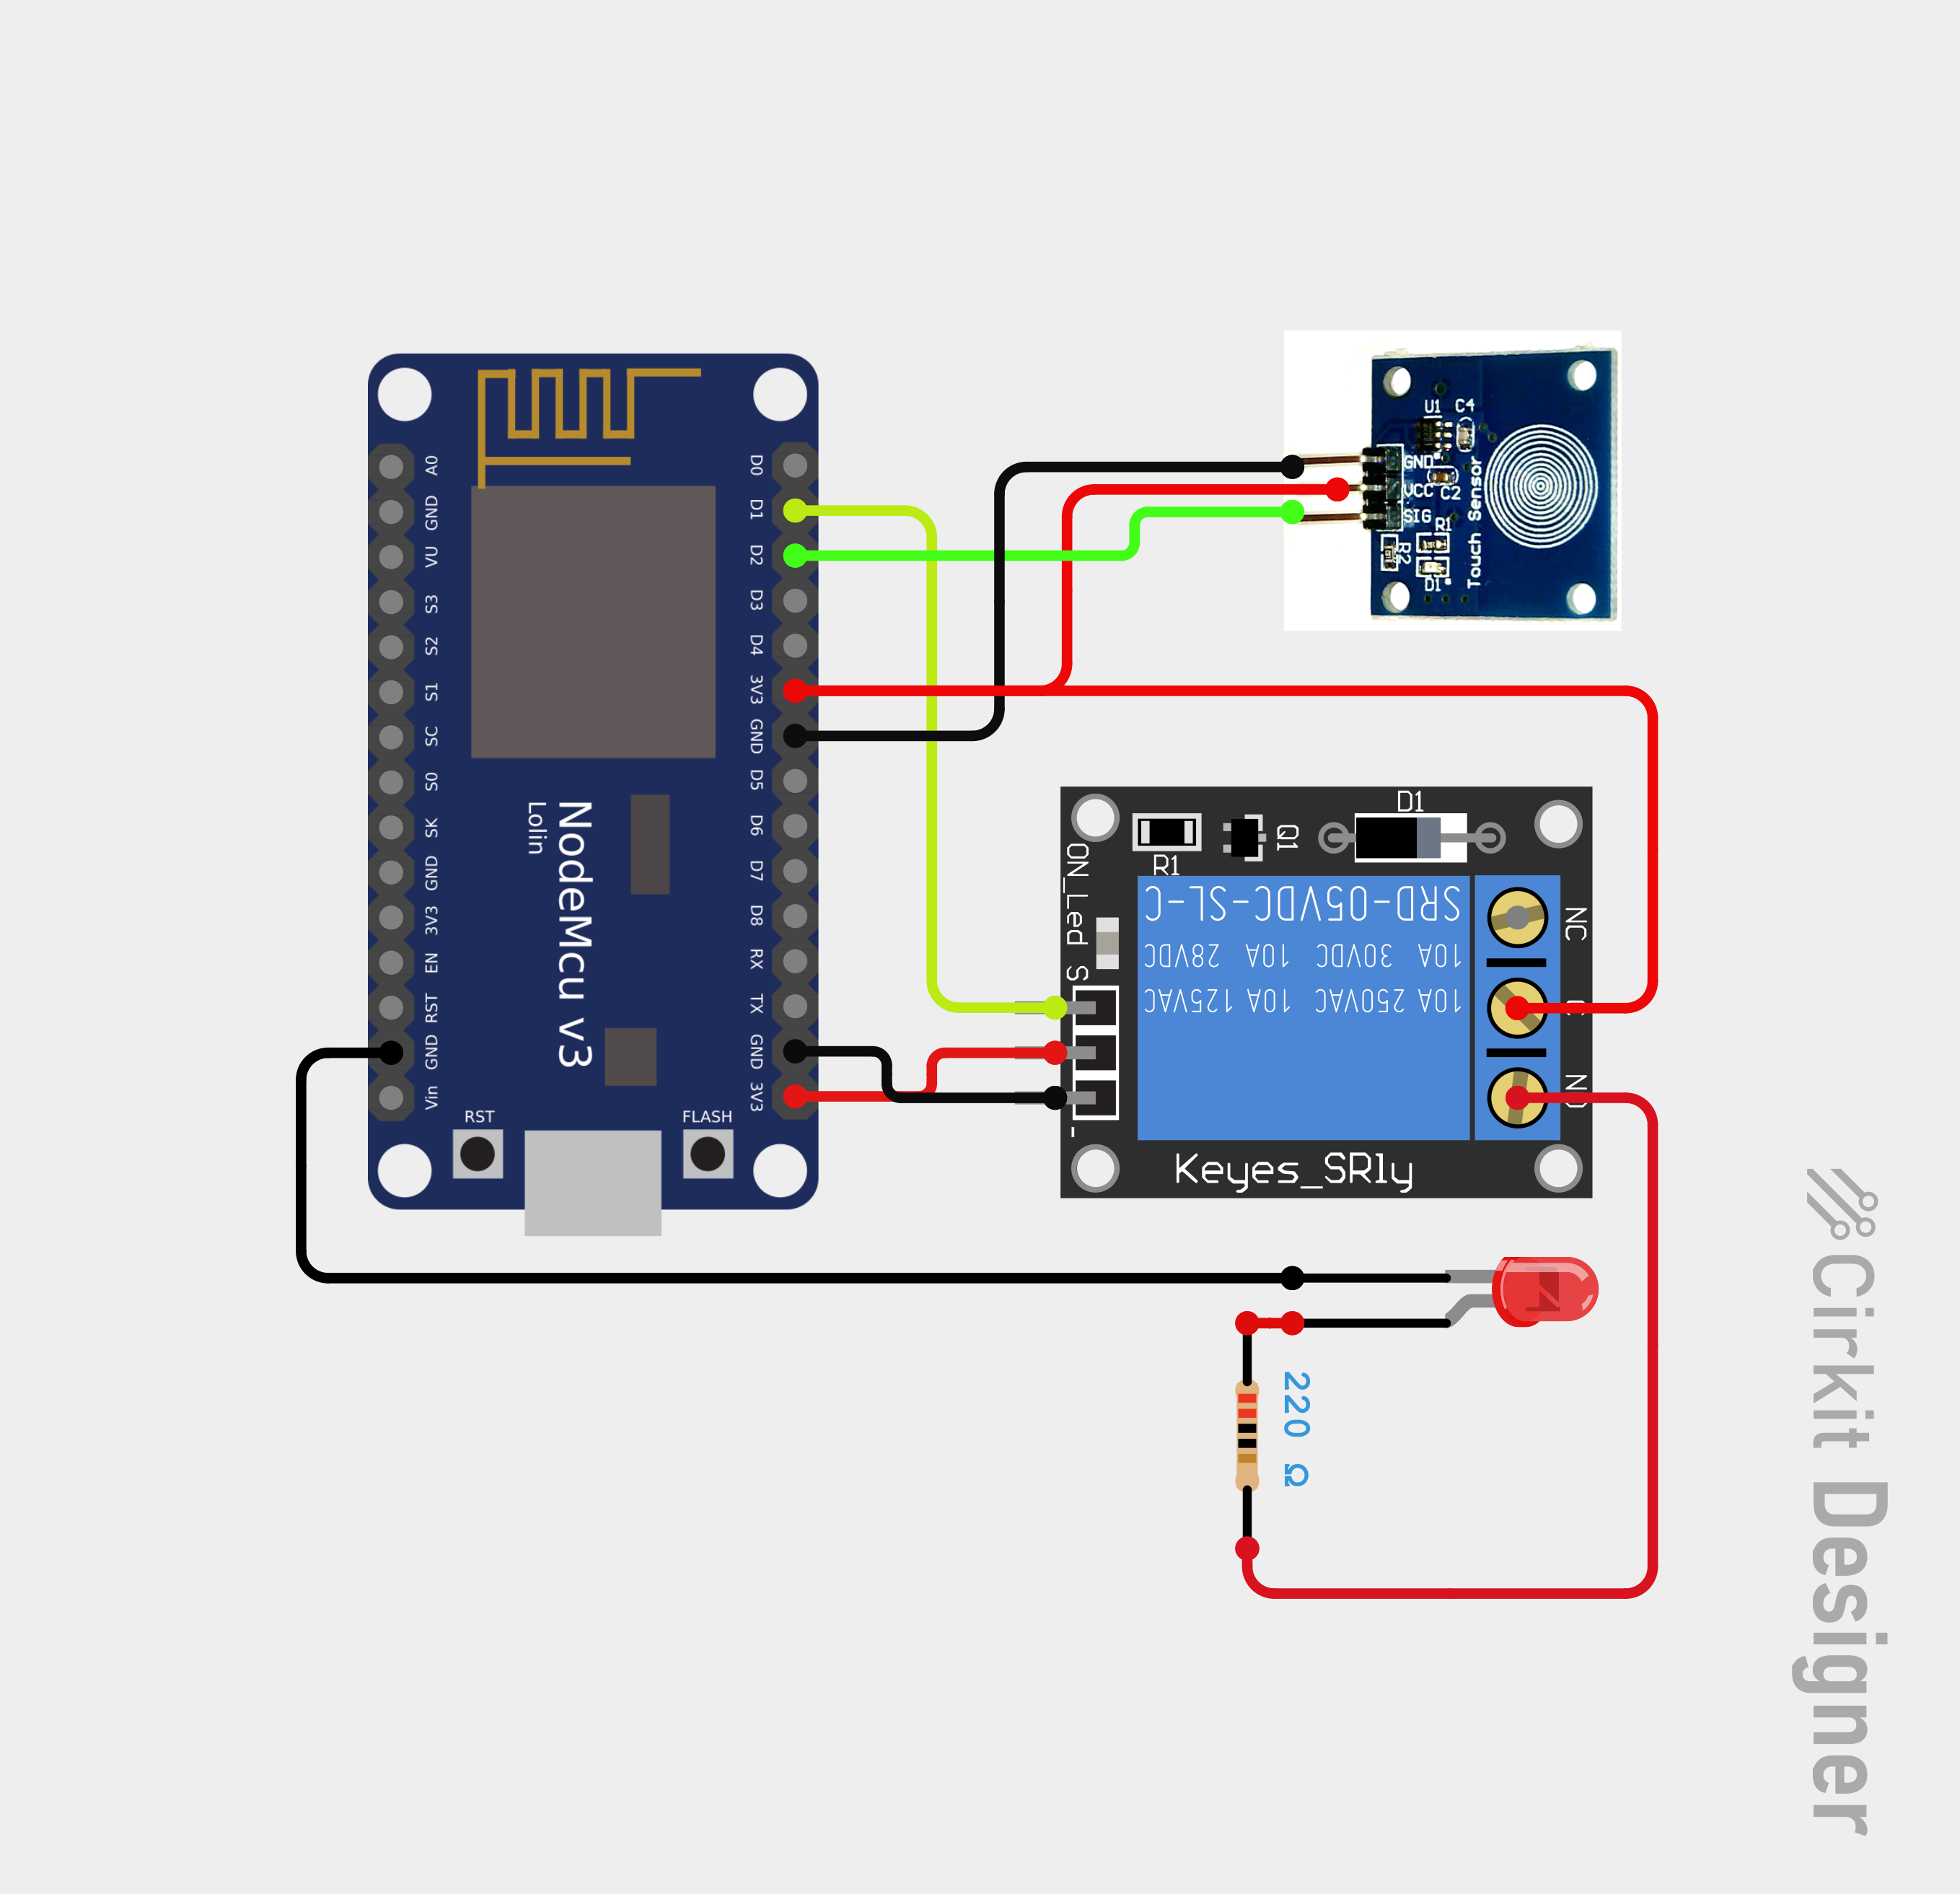 A0
GND
VU
S3
S2
S1
SC
S0
SK
GND
3V3
EN
RST
GND
Vin
D0
D1
D2
D3
D4
3V3
GND
D5
D6
D7
D8
RX
TX
GND
3V3
NodeMcu v3
Lolin
RST
FLASH
U1
C4
GND
VCC
C2
SIG
R1
R2
D1
Touch Sensor
R1
Q1
D1
ON_Led
S
-
SRD-05VDC-SL-C
10A 30VDC 10A 28VDC
10A 250VAC 10A 125VAC
NC
C
NO
Keyes_SRly
220 Ω
Cirkit Designer